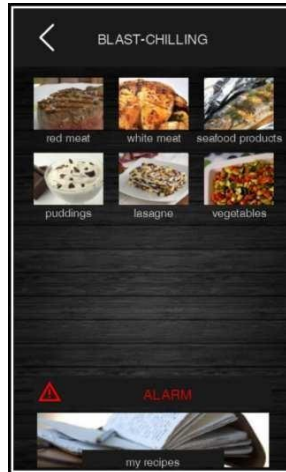 BLAST-CHILLING
red meat white meat seafood products
puddings lasagne vegetables
ALARM
my recipes